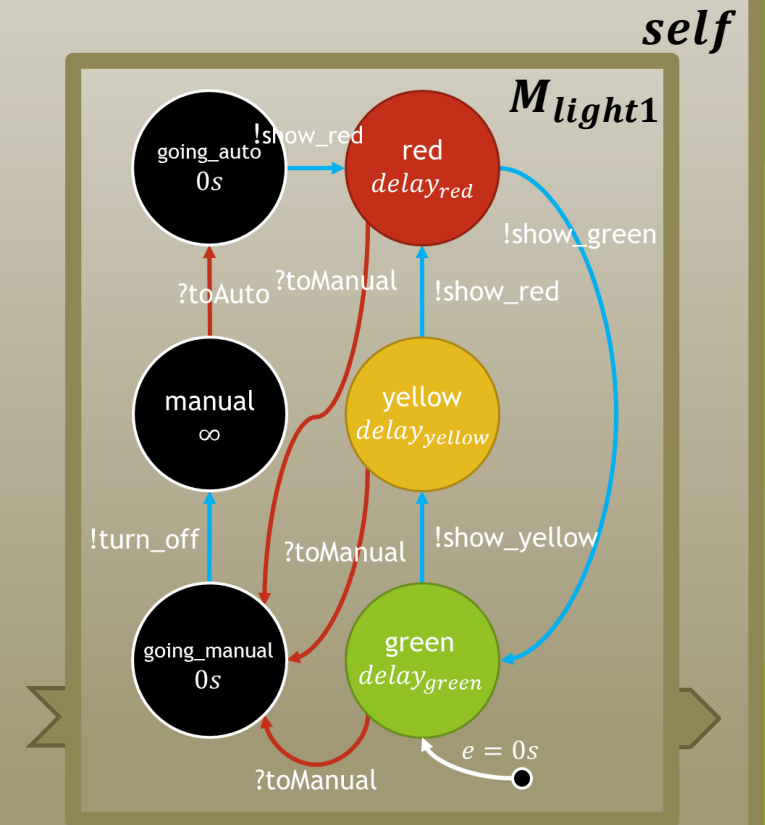 self
M_light1
going_auto
0s
!show_red
red
delay_red
!show_green
?toAuto
?toManual
!show_red
manual
∞
yellow
delay_yellow
!turn_off
?toManual
!show_yellow
going_manual
0s
green
delay_green
e = 0s
?toManual